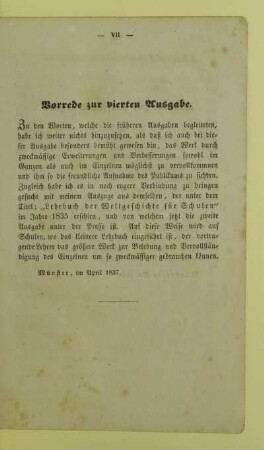 — VII —
Vorrede zur vierten Ausgabe.
Zu den Worten, welche die früheren Ausgaben begleiteten,
habe ich weiter nichts hinzuzusetzen, als daß ich auch bei die-
ser Ausgabe besonders bemüht gewesen bin, das Werk durch
zweckmäßige Erweiterungen und Verbesserungen sowohl im
Ganzen als auch im Einzelnen möglichst zu vervollkommnen
und ihm so die freundliche Aufnahme des Publikums zu sichern.
Zugleich habe ich es in noch engere Verbindung zu bringen
gesucht mit meinem Auszuge aus demselben, der unter dem
Titel: „Lehrbuch der Weltgeschichte für Schulen“
im Jahre 1835 erschien, und von welchem jetzt die zweite
Ausgabe unter der Presse ist. Auf diese Weise wird auf
Schulen, wo das kleinere Lehrbuch eingeführt ist, der vortra-
gende Lehrer das größere Werk zur Belebung und Vervollstän-
digung des Einzelnen um so zweckmäßiger gebrauchen können.
Münster, im April 1837.